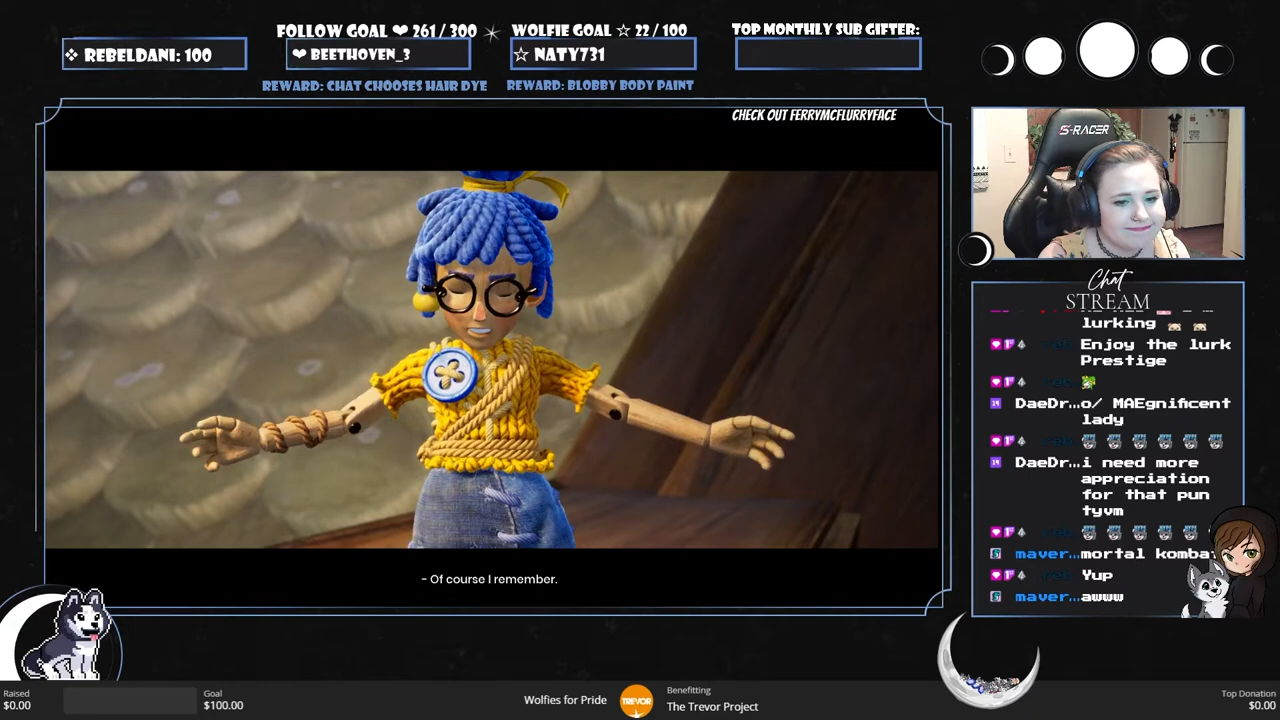 ❖ REBELDANI: 100
FOLLOW GOAL ❤ 261 / 300
❤ BEETHOVEN_3
REWARD: CHAT CHOOSES HAIR DYE
WOLFIE GOAL ☆ 22 / 100
☆ NATY731
REWARD: BLOBBY BODY PAINT
TOP MONTHLY SUB GIFTER:
CHECK OUT FERRYMCFLURRYFACE
S-RACER
- Of course I remember.
Chat
STREAM
lurking
Enjoy the lurk
Prestige
DaeDr...o/ MAEgnificent
lady
DaeDr...i need more
appreciation
for that pun
tyvm
maver...mortal kombat
Yup
maver...awww
Raised
$0.00
Goal
$100.00
Wolfies for Pride
TREVOR
Benefitting
The Trevor Project
Top Donation
$0.00